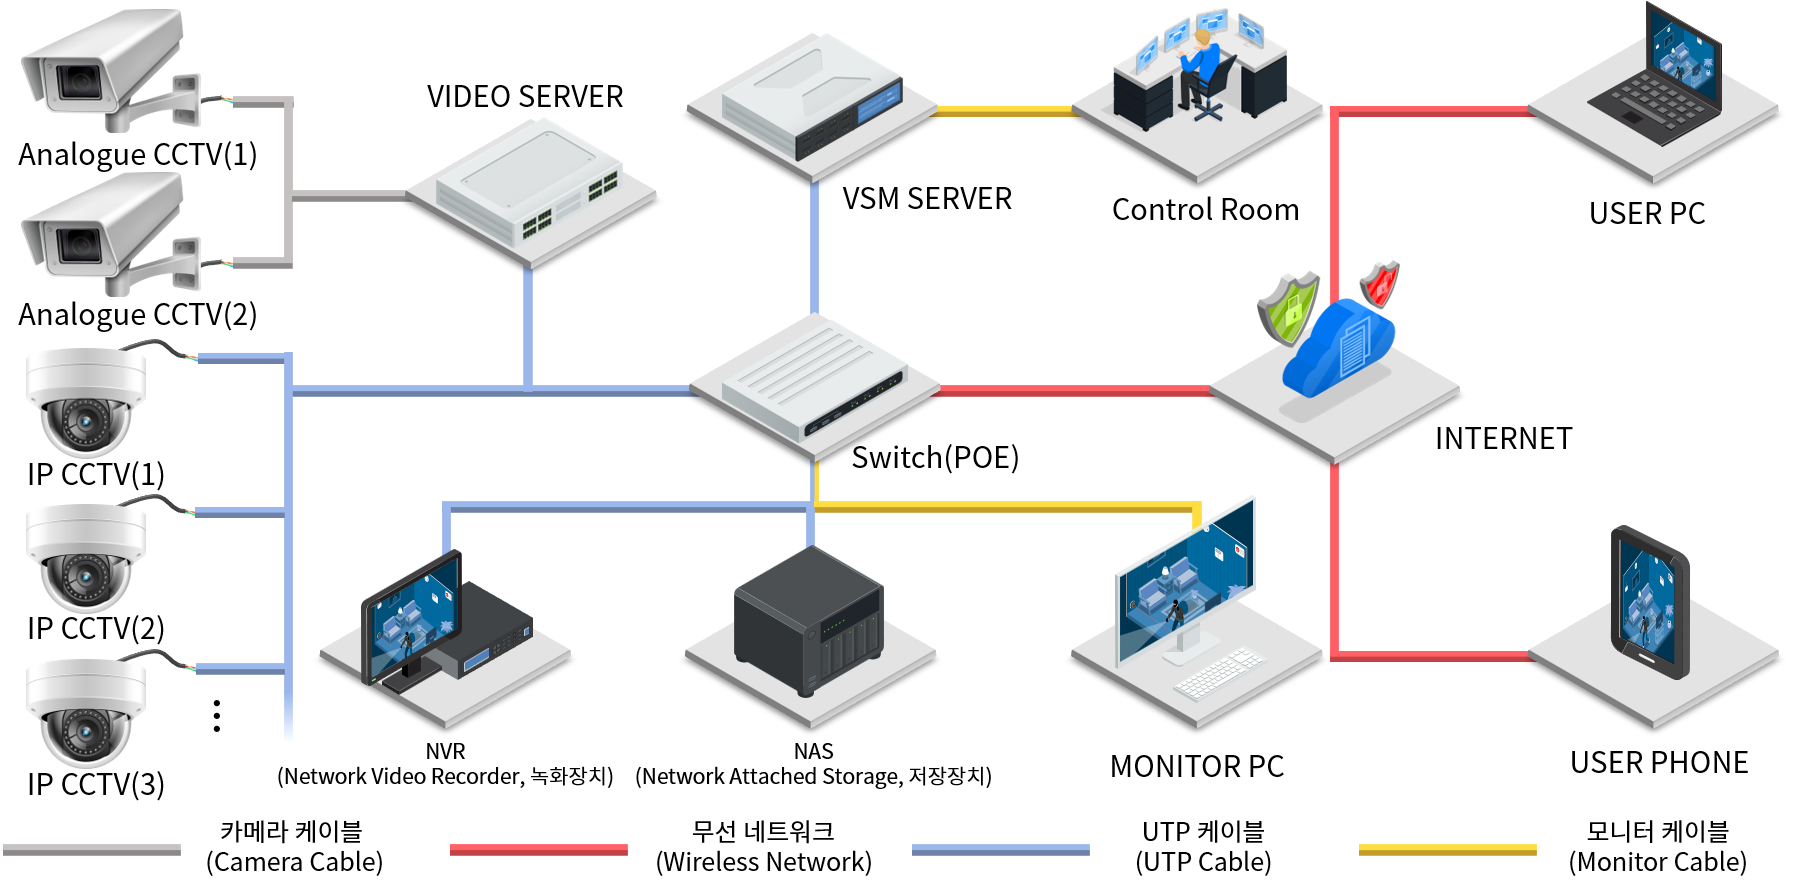 VIDEO SERVER
Analogue CCTV(1)
VSM SERVER
Control Room
USER PC
Analogue CCTV(2)
INTERNET
Switch(POE)
IP CCTV(1)
IP CCTV(2)
IP CCTV(3)
NVR
(Network Video Recorder, 녹화장치)
NAS
(Network Attached Storage, 저장장치)
MONITOR PC
USER PHONE
카메라 케이블
(Camera Cable)
무선 네트워크
(Wireless Network)
UTP 케이블
(UTP Cable)
모니터 케이블
(Monitor Cable)